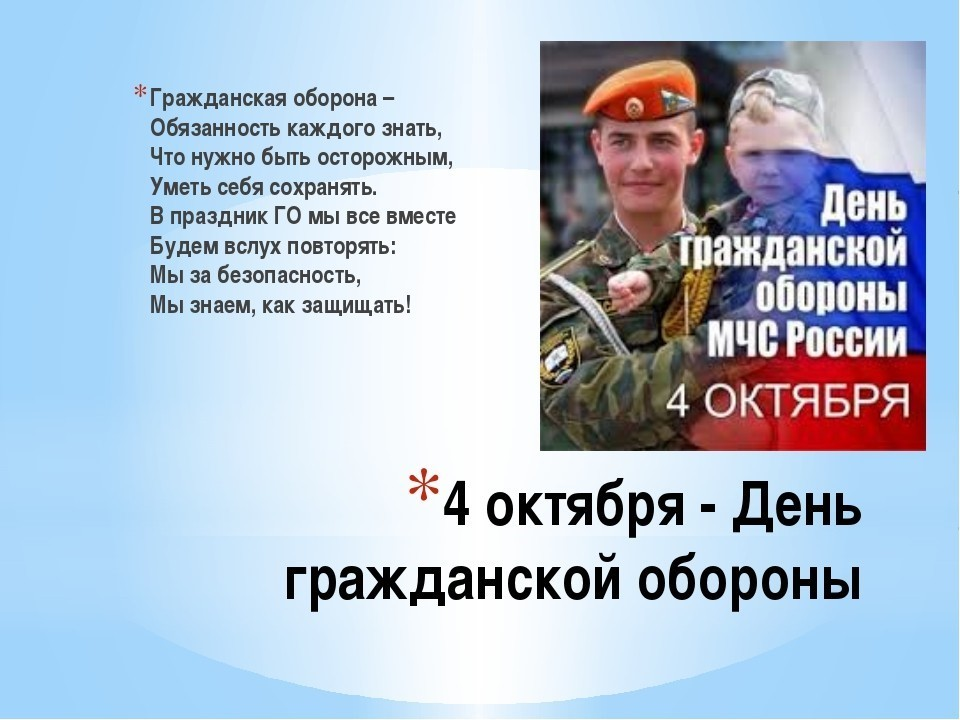 * Гражданская оборона –
Обязанность каждого знать,
Что нужно быть осторожным,
Уметь себя сохранять.
В праздник ГО мы все вместе
Будем вслух повторять:
Мы за безопасность,
Мы знаем, как защищать!
День
гражданской
обороны
МЧС России
4 ОКТЯБРЯ
*4 октября - День
гражданской обороны